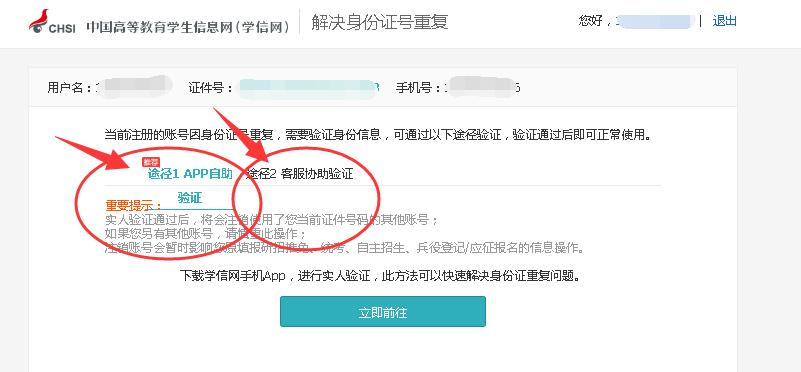 CHSI 中国高等教育学生信息网(学信网) 解决身份证号重复 您好, | 退出
用户名: 证件号: 手机号:
当前注册的账号因身份证号重复，需要验证身份信息，可通过以下途径验证，验证通过后即可正常使用。
推荐
途径1 APP自助 途径2 客服协助验证
验证
重要提示：
实人验证通过后，将会注销使用了您当前证件号码的其他账号；
如果您另有其他账号，请慎重此操作；
注销账号会暂时影响您原填报研招推免、统考、自主招生、兵役登记/应征报名的信息操作。
下载学信网手机App，进行实人验证，此方法可以快速解决身份证重复问题。
立即前往